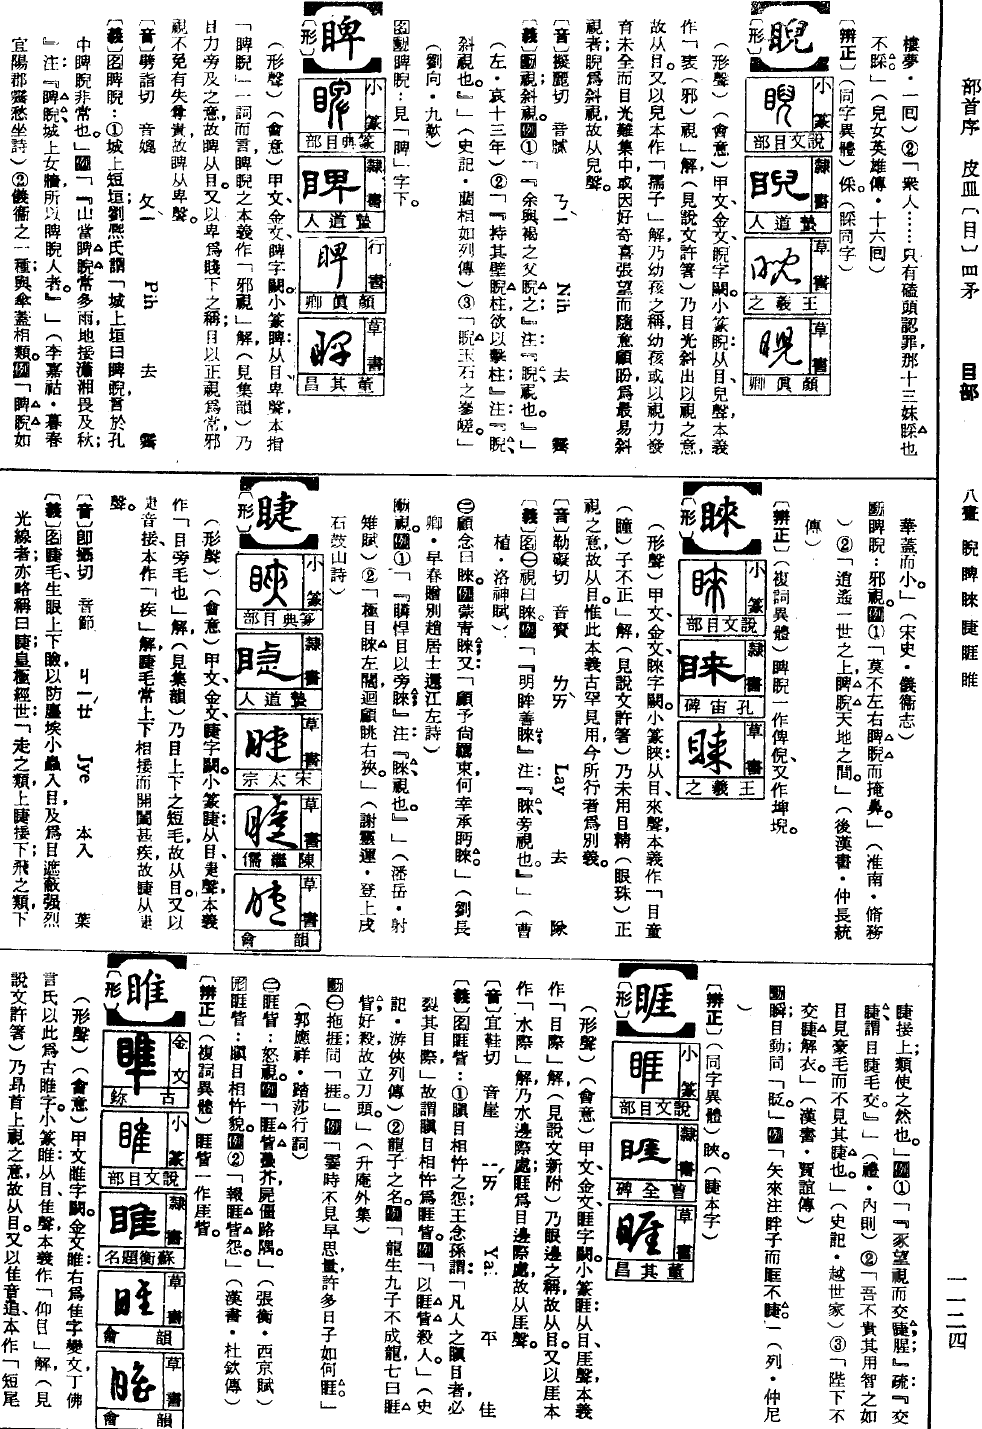 部首序 皮皿〔目〕四矛 目部 八畫 睨睥睞睫睚睢 一一二四
樓夢・一回）②「衆人……只有磕頭認罪那十三妹睬也
不睬」（兒女英雄傳・十六回）
〔辨正〕（同字異體）保。（睬同字）
睨
〔形〕
小篆 說文目部
隸書 蟄道人
草書 王羲之
草書 顏眞卿
（形聲）（會意）甲文、金文睨字闕。小篆睨：从目、兒聲，本義
作「衺（邪）視」解，（見說文許箸）乃目光斜出以視之意，
故从目。又以兒本作「孺子」解，乃幼孩之稱，幼孩或以視力發
育未全而目光難集中，或因好奇喜張望而隨意顧盼，爲最易斜
視者；睨爲斜視，故从兒聲。
〔音〕擬麗切 音膩 ㄋㄧˋ Nih 去 霽
〔義〕動視斜視。例①「『余與褐之父睨之』注：『睨，視也。』」
（左・哀十三年）②「『持其璧睨柱，欲以擊柱』注：『睨，
斜視也。』」（史記・藺相如列傳）③「睨玉石之嵾嵯」
（劉向・九歎）
名動睥睨：見「睥」字下。
睥
〔形〕
小篆 篆典目部
隸書 蟄道人
行書 顏眞卿
草書 董其昌
（形聲）（會意）甲文、金文睥字闕。小篆睥：从目、卑聲，本指
「睥睨」一詞而言，睥睨之本義作「邪視」解，（見集韻）乃
目力旁及之意，故睥从目。又以卑爲賤下之稱；目以正視爲常，邪
視不免有失尊貴，故睥从卑聲。
〔音〕劈詣切 音媲 ㄆㄧˋ Pih 去 霽
〔義〕名睥睨：①城上短垣；劉熙氏謂：「城上垣曰睥睨，言於孔
中睥睨非常也。」例「『山當睥睨常多雨，地接瀟湘畏及秋；
』注：『睥睨，城上女牆，所以睥睨人者。』」（李嘉祐・暮春
宜陽郡齋愁坐詩）②儀衞之一種；與傘蓋相類。例「睥睨如
華蓋而小。」（宋史・儀衞志）
動睥睨：邪視。例①「莫不左右睥睨而掩鼻。」（淮南・脩務
）②「逍遙一世之上，睥睨天地之間。」（後漢書・仲長統
傳）
〔辨正〕（複詞異體）睥睨一作俾倪、又作埤堄。
睞
〔形〕
小篆 說文目部
隸書 孔宙碑
草書 王羲之
（形聲）甲文、金文睞字闕。小篆睞：从目、來聲，本義作「目童
（瞳）子不正」解，（見說文許箸）乃未用目精（眼珠）正
視之意，故从目。惟此本義古罕見用，今所行者爲別義。
〔音〕勒礙切 音賚 ㄌㄞˋ Lay 去 隊
〔義〕名㊀視曰睞。例「『明眸善睞』注：『睞，旁視也。』」（曹
植・洛神賦）
㊁顧念曰睞。例蒙青睞；又「顧予尙羈束，何幸承眄睞。」（劉長
卿・早春贈別趙居士還江左詩）
動視。例①「『瞵悍目以旁睞』注：『睞，視也。』」（潘岳・射
雉賦）②「極目睞左闊，迴顧眺右狹。」（謝靈運・登上戌
石鼓山詩）
睫
〔形〕
小篆 篆典目部
隸書 蟄道人
草書 宋太宗
草書 陳繼儒
草書 韻會
（形聲）（會意）甲文、金文睫字闕。小篆睫：从目、疌聲，本義
作「目旁毛也」解，（見集韻）乃目上下之短毛，故从目。又以
疌音接，本作「疾」解，睫毛常上下相接而開闔甚疾，故睫从疌
聲。
〔音〕卽攝切 音節 ㄐㄧㄝˊ Jye 本入 葉
〔義〕名睫毛；生眼上下臉，以防塵埃小蟲入目及爲目遮蔽强烈
光線者；亦略稱曰睫；皇極經世：「走之類，上睫接下；飛之類，下
睫接上；類使之然也。」例①「『豕望視而交睫，腥；』疏：『交
睫謂目睫毛交』」（禮・內則）②「吾不貴其用智之如
目，見豪毛而不見其睫也。」（史記・越世家）③「陛下不
交睫解衣。」（漢書・賈誼傳）
動瞬目；動同「眨」。例「矢來注眸子而眶不睫。」（列・仲尼
）
〔辨正〕（同字異體）䀹。（睫本字）
睚
〔形〕
小篆 說文目部
隸書 曹全碑
草書 董其昌
（形聲）（會意）甲文、金文睚字闕。小篆睚：从目、厓聲，本義
作「目際」解，（見說文新附）乃眼邊之稱，故从目。又以厓本
作「水際」解，乃水邊際處；睚爲目邊際處，故从厓聲。
〔音〕宜鞋切 音崖 ㄧㄞˊ Yai 平 佳
〔義〕名睚眥：①瞋目相忤之怨；王念孫謂：「凡人之瞋目者，必
裂其目際。」故謂瞋目相忤爲睚眥。例「以睚眥殺人。」（史
記・游俠列傳）②龍子之名。例「龍生九子不成龍，七曰睚
眥，好殺，故立刀頭。」（升庵外集）
動㊀拖捱；同「捱」。例「霎時不見早思量，許多日子如何睚。」
（郭應祥・踏莎行詞）
㊁睚眥：怒視。例「睚眥蠆芥，屍僵路隅。」（張衡・西京賦）
形睚眥：瞋目相忤貌。例②「報睚眥怨。」（漢書・杜欽傳）
〔辨正〕（複詞異體）睚眥一作厓眥。
睢
〔形〕
金文 古鉥
小篆 說文目部
隸書 蘇衡題名
草書 韻會
草書 韻會
（形聲）（會意）甲文睢字闕。金文睢：右爲隹字變文，丁佛
言氏以此爲古睢字。小篆睢：从目、隹聲，本義作「仰目」解，（見
說文許箸）乃昂首上視之意，故从目。又以隹音追，本作「短尾